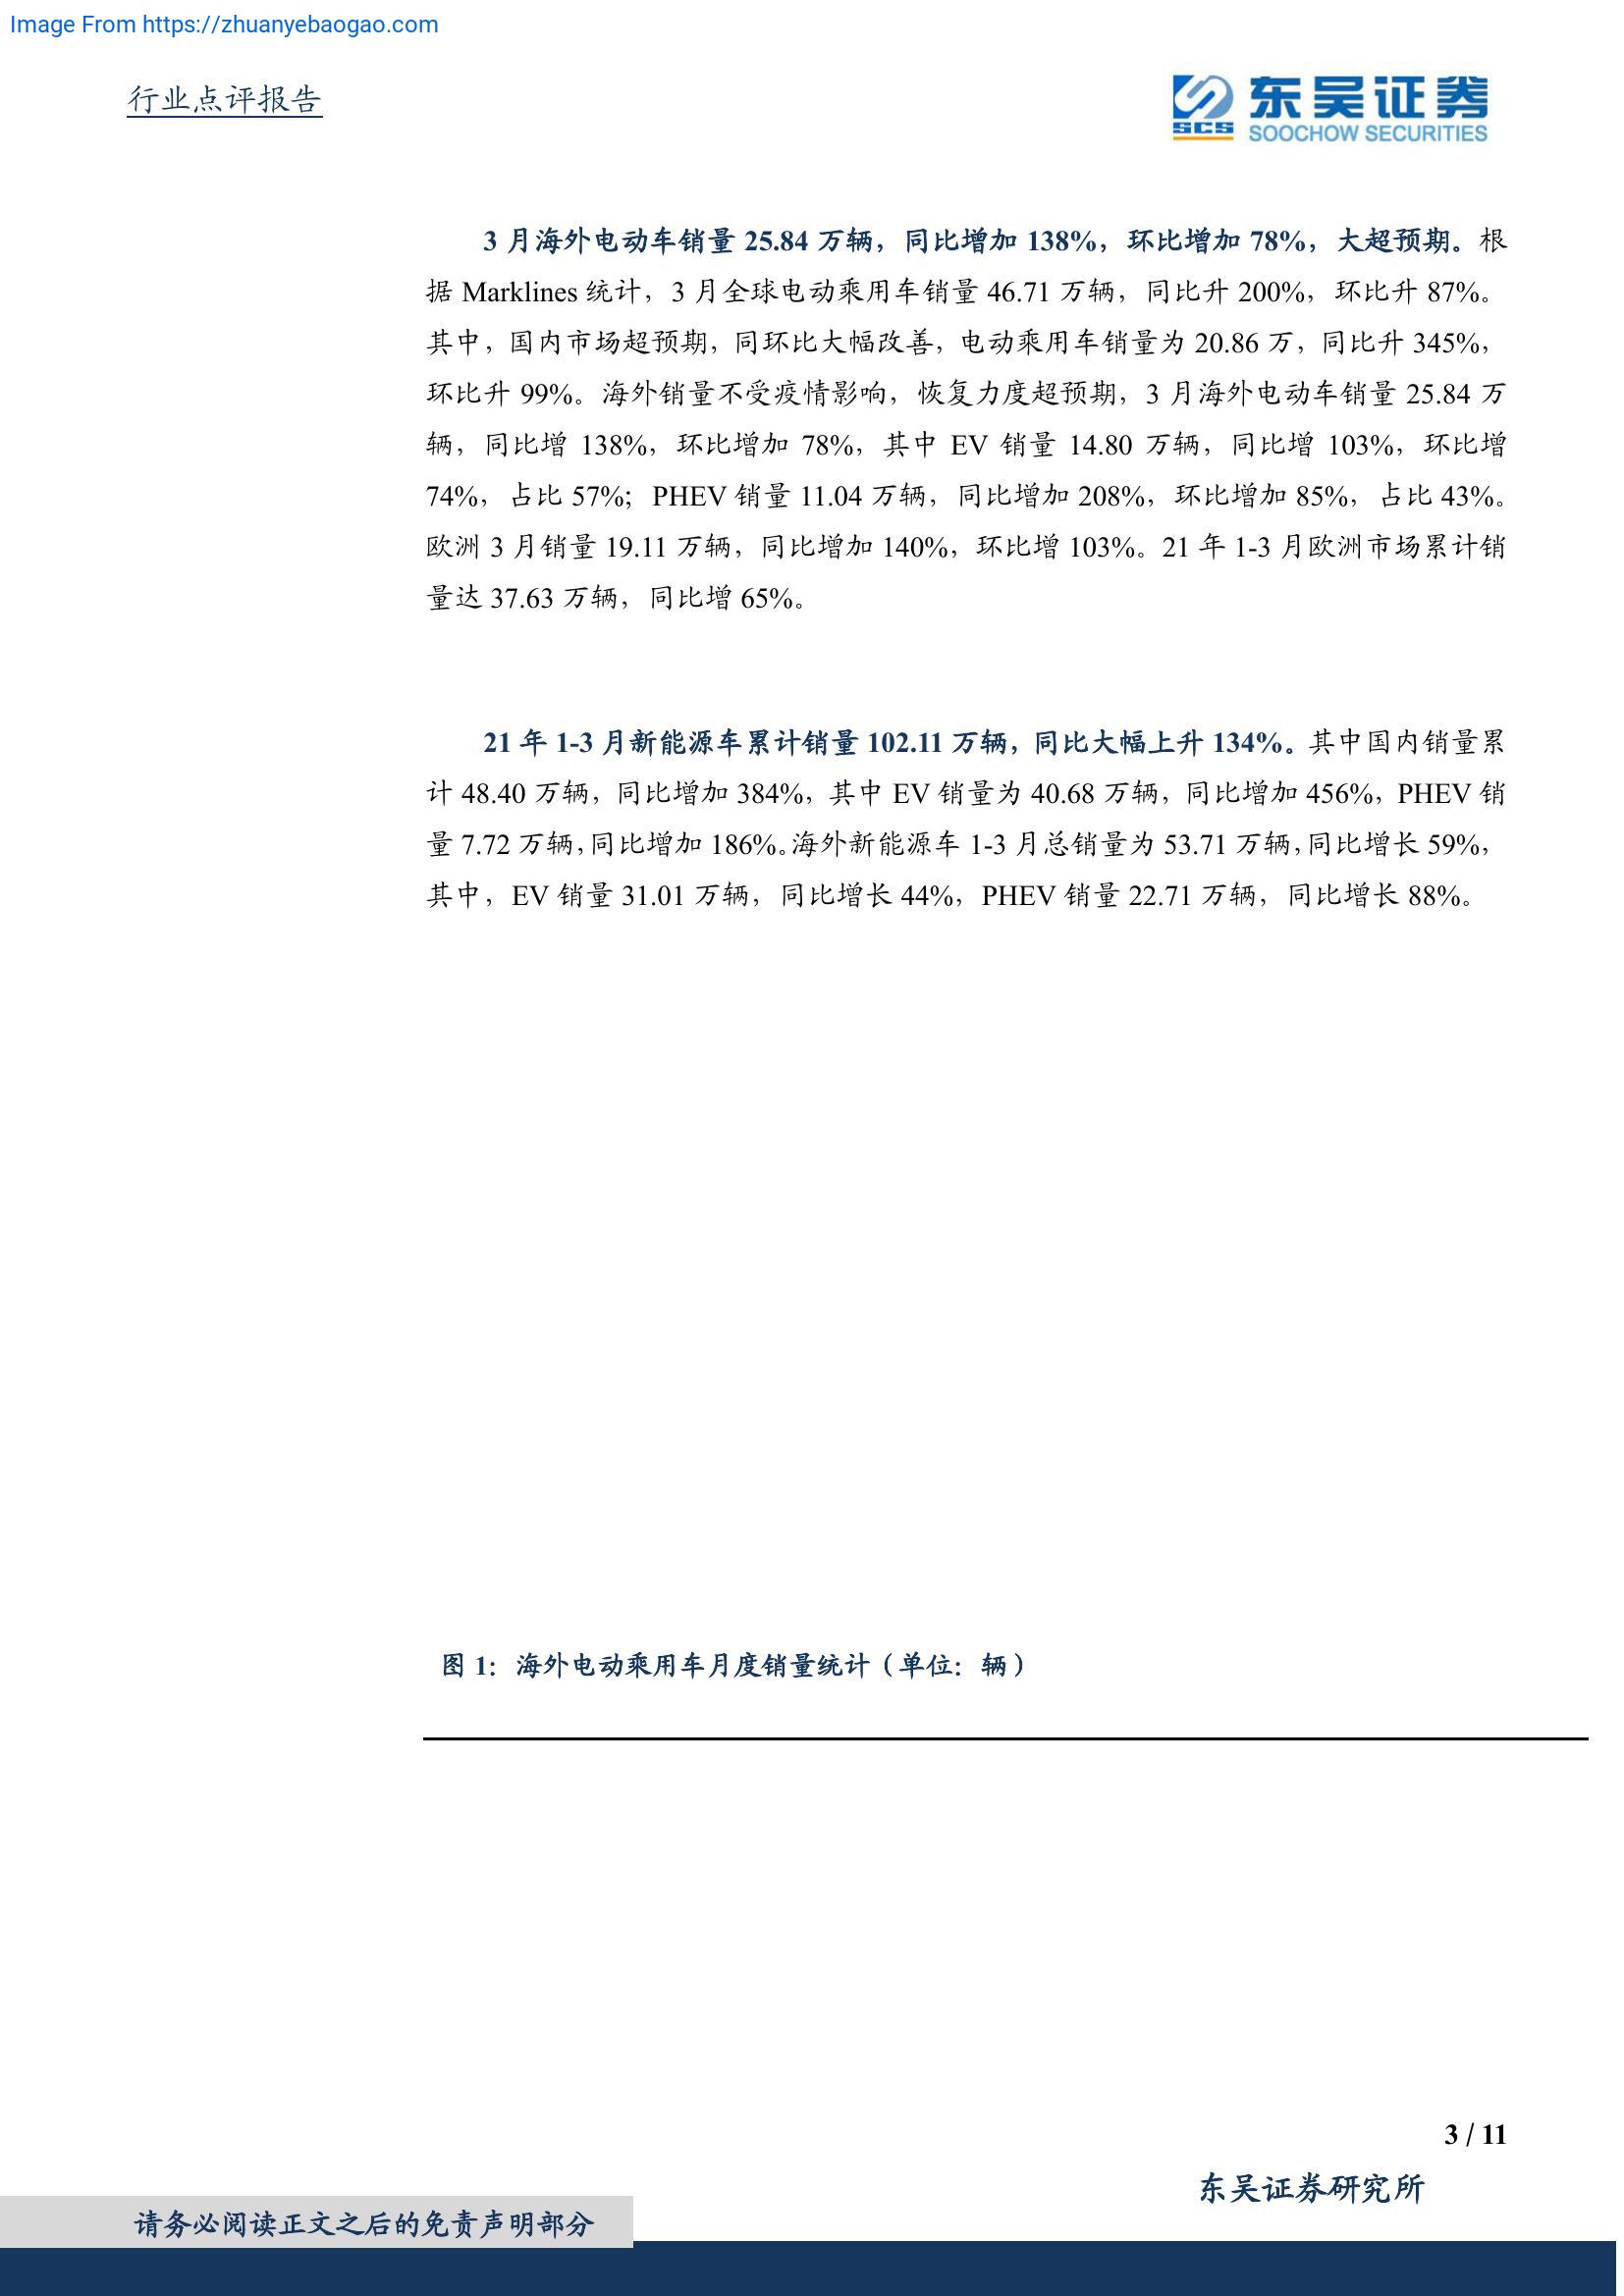 Image From https://zhuanyebaogao.com
行业点评报告
SCS
东吴证券
SOOCHOW SECURITIES
3 月海外电动车销量 25.84 万辆，同比增加 138%，环比增加 78%，大超预期。根
据 Marklines 统计，3 月全球电动乘用车销量 46.71 万辆，同比升 200%，环比升 87%。
其中，国内市场超预期，同环比大幅改善，电动乘用车销量为 20.86 万，同比升 345%，
环比升 99%。海外销量不受疫情影响，恢复力度超预期，3 月海外电动车销量 25.84 万
辆，同比增 138%，环比增加 78%，其中 EV 销量 14.80 万辆，同比增 103%，环比增
74%，占比 57%；PHEV 销量 11.04 万辆，同比增加 208%，环比增加 85%，占比 43%。
欧洲 3 月销量 19.11 万辆，同比增加 140%，环比增 103%。21 年 1-3 月欧洲市场累计销
量达 37.63 万辆，同比增 65%。
21 年 1-3 月新能源车累计销量 102.11 万辆，同比大幅上升 134%。其中国内销量累
计 48.40 万辆，同比增加 384%，其中 EV 销量为 40.68 万辆，同比增加 456%，PHEV 销
量 7.72 万辆，同比增加 186%。海外新能源车 1-3 月总销量为 53.71 万辆，同比增长 59%，
其中，EV 销量 31.01 万辆，同比增长 44%，PHEV 销量 22.71 万辆，同比增长 88%。
图 1：海外电动乘用车月度销量统计（单位：辆）
3 / 11
东吴证券研究所
请务必阅读正文之后的免责声明部分